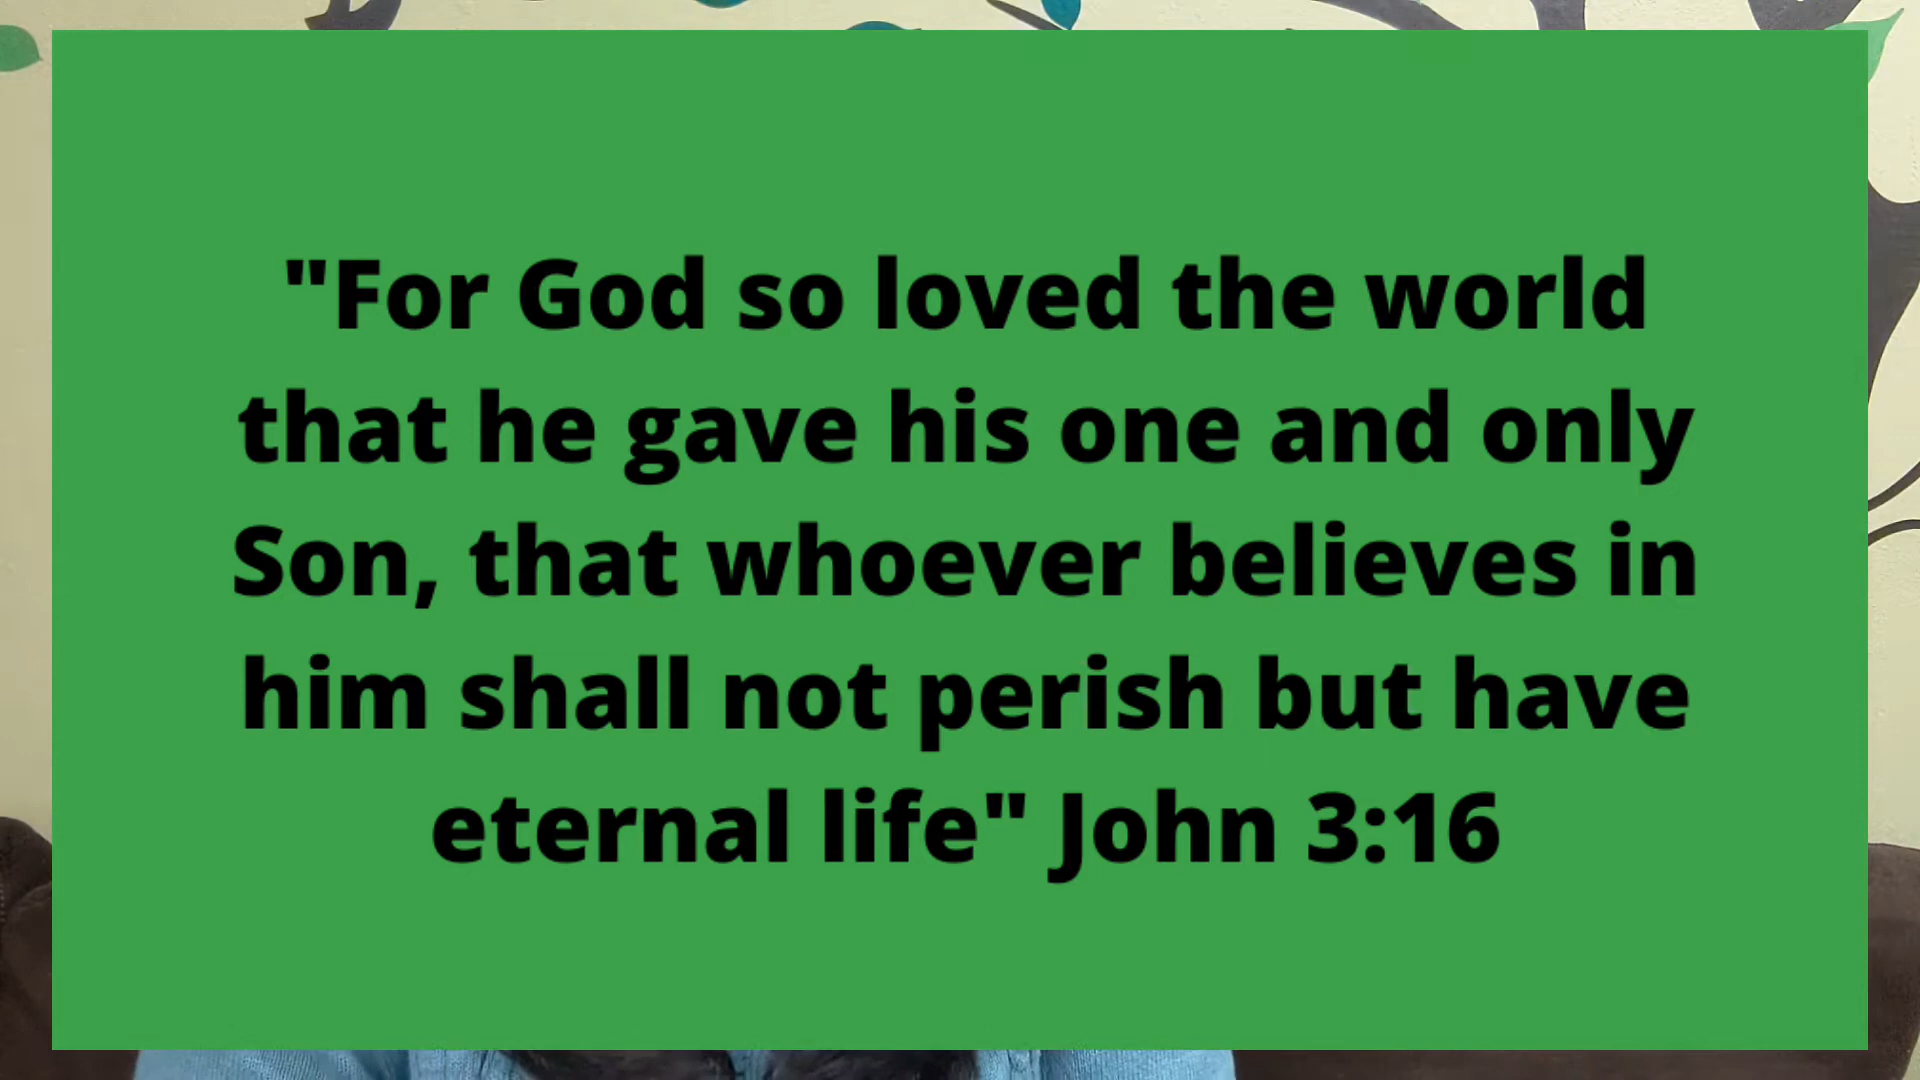 "For God so loved the world
that he gave his one and only
Son, that whoever believes in
him shall not perish but have
eternal life" John 3:16